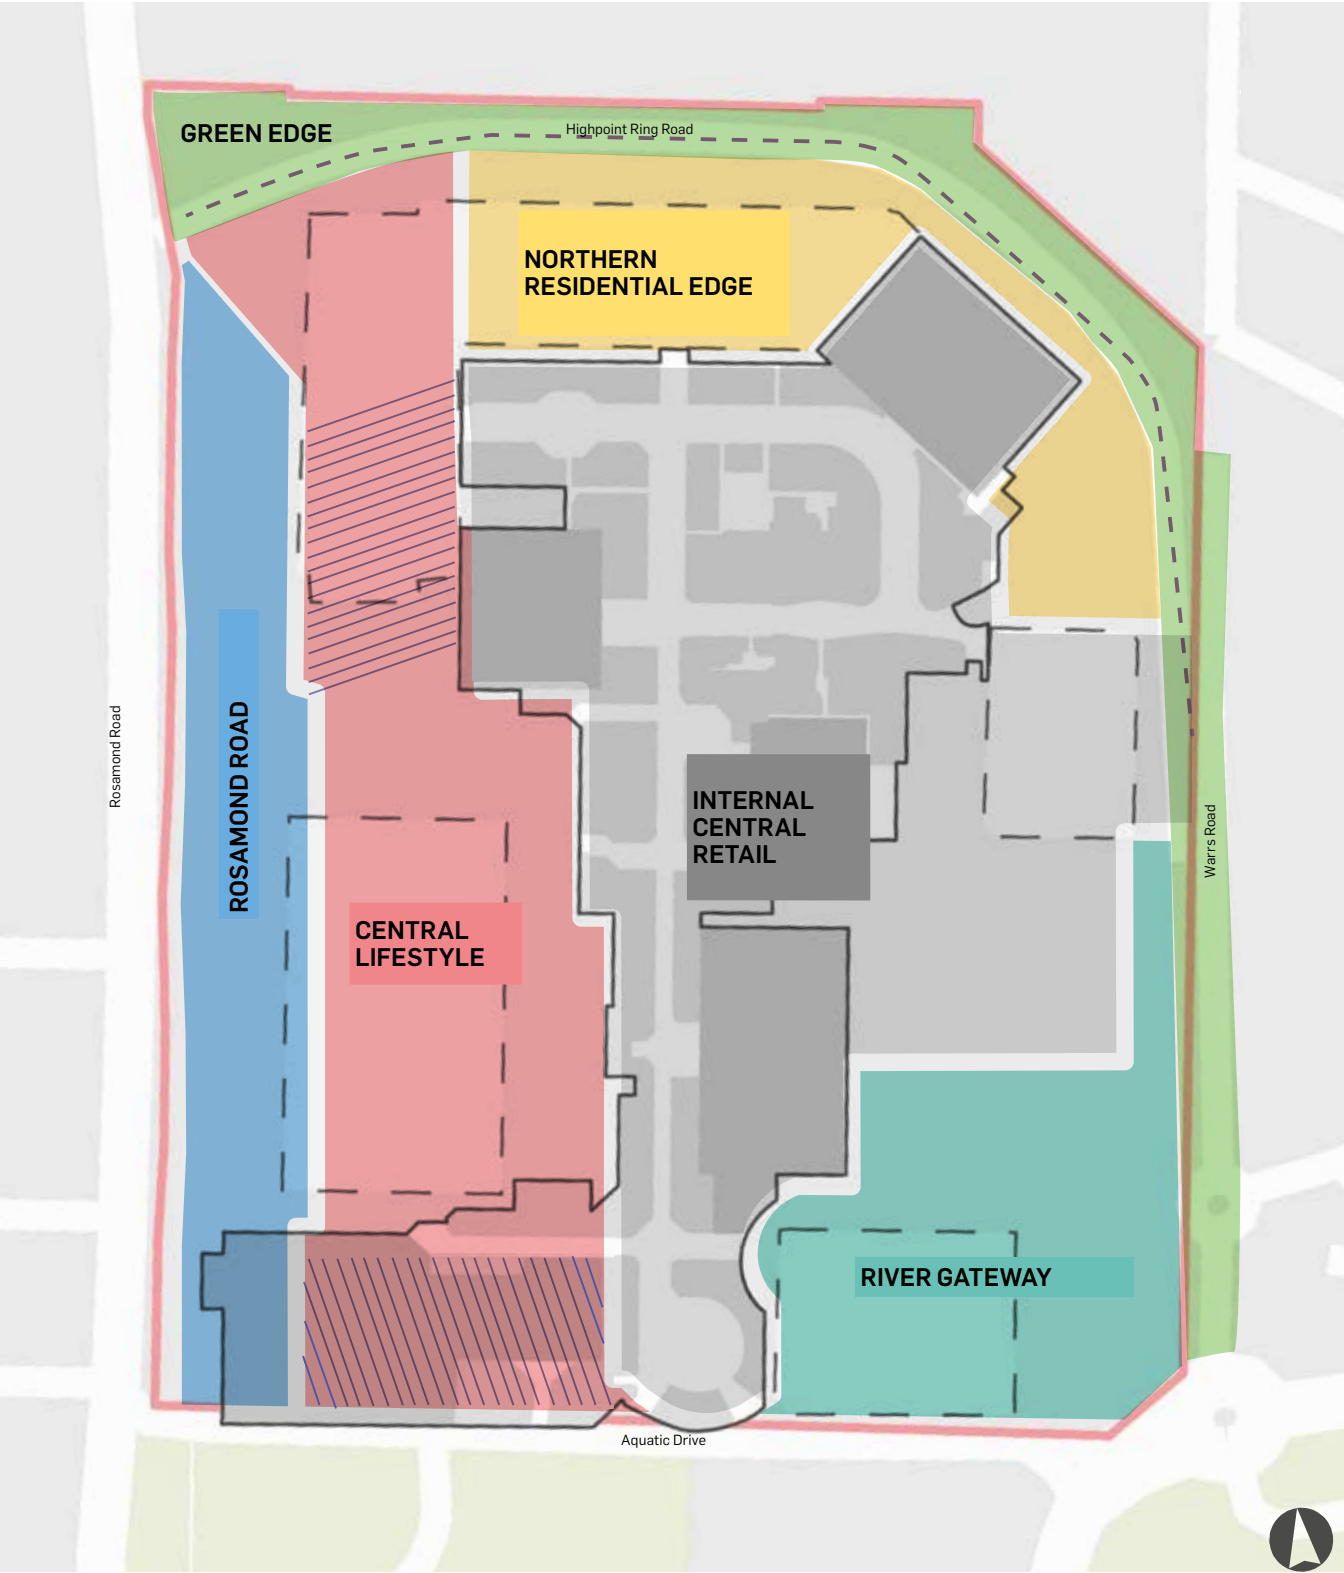 GREEN EDGE
Highpoint Ring Road
NORTHERN
RESIDENTIAL EDGE
Rosamond Road
ROSAMOND ROAD
INTERNAL
CENTRAL
RETAIL
Warrs Road
CENTRAL
LIFESTYLE
RIVER GATEWAY
Aquatic Drive